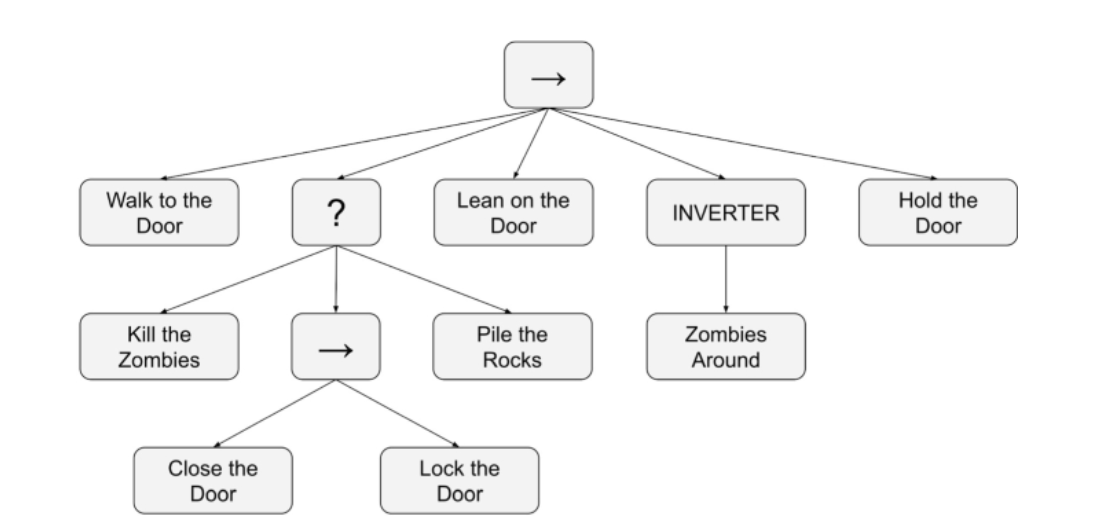 →
Walk to the
Door
?
Lean on the
Door
INVERTER
Hold the
Door
Kill the
Zombies
→
Pile the
Rocks
Zombies
Around
Close the
Door
Lock the
Door